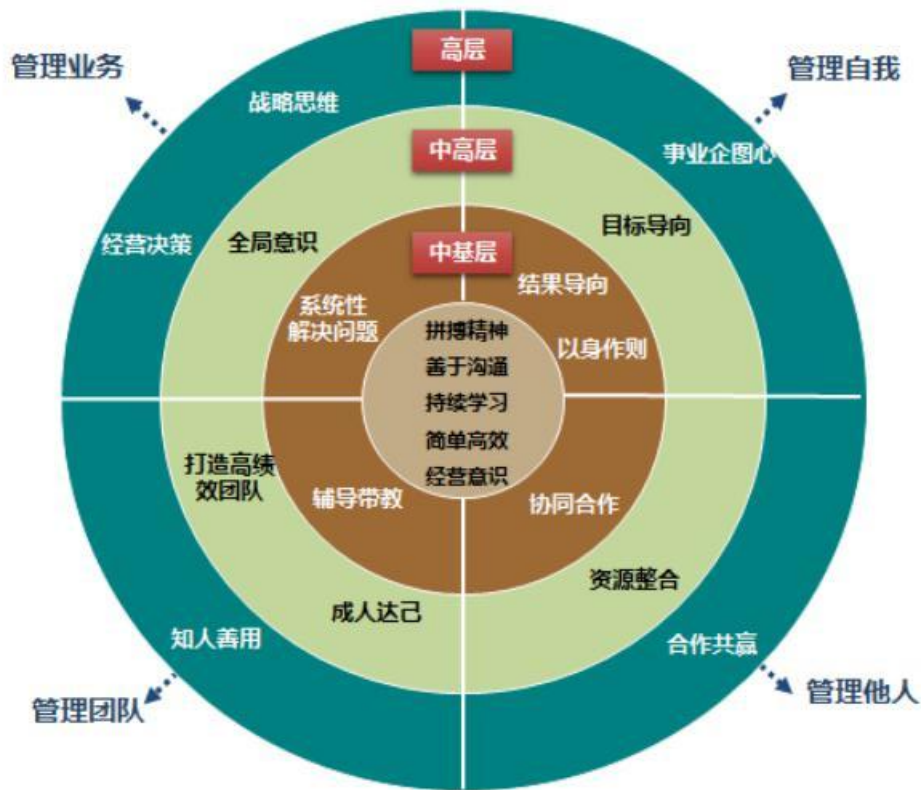 高层
管理业务
管理自我
战略思维
中高层
事业企图心
目标导向
经营决策
全局意识
中基层
结果导向
系统性
解决问题
拼搏精神
以身作则
善于沟通
持续学习
简单高效
经营意识
打造高绩
效团队
辅导带教
协同合作
资源整合
成人达己
知人善用
合作共赢
管理团队
管理他人